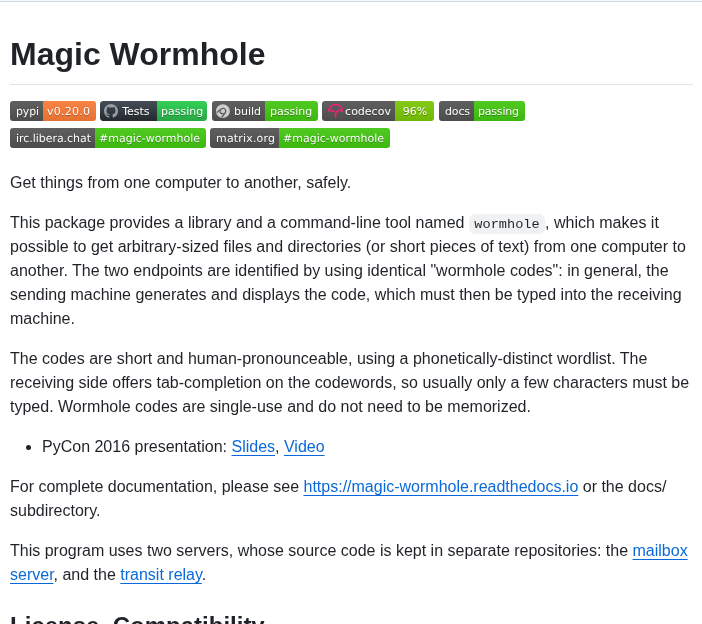 Magic Wormhole
pypi v0.20.0 Tests passing build passing codecov 96% docs passing
irc.libera.chat #magic-wormhole matrix.org #magic-wormhole
Get things from one computer to another, safely.
This package provides a library and a command-line tool named wormhole, which makes it
possible to get arbitrary-sized files and directories (or short pieces of text) from one computer to
another. The two endpoints are identified by using identical "wormhole codes": in general, the
sending machine generates and displays the code, which must then be typed into the receiving
machine.
The codes are short and human-pronounceable, using a phonetically-distinct wordlist. The
receiving side offers tab-completion on the codewords, so usually only a few characters must be
typed. Wormhole codes are single-use and do not need to be memorized.
• PyCon 2016 presentation: Slides, Video
For complete documentation, please see https://magic-wormhole.readthedocs.io or the docs/
subdirectory.
This program uses two servers, whose source code is kept in separate repositories: the mailbox
server, and the transit relay.
License, Compatibility